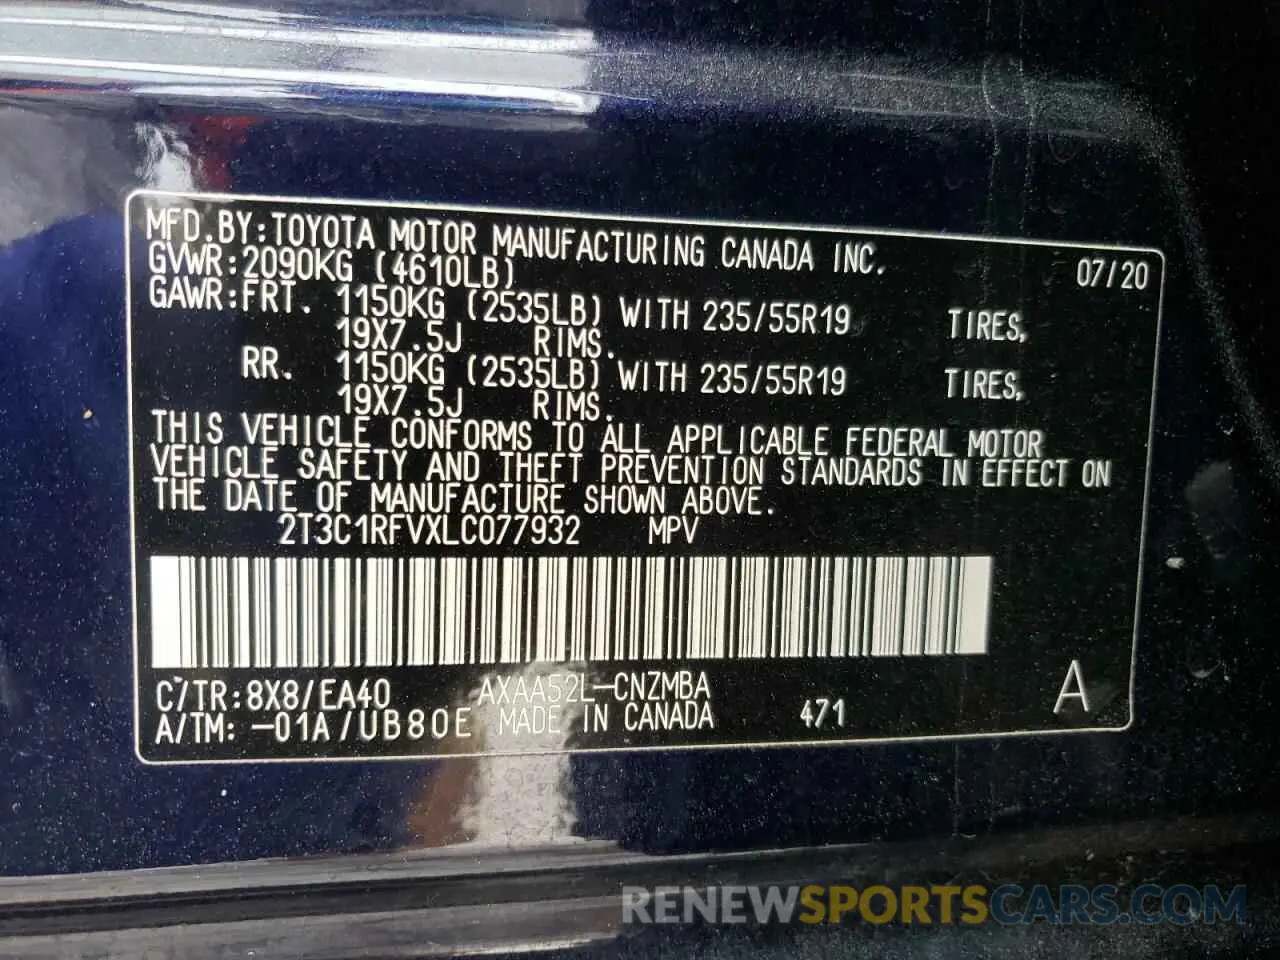 MFD.BY:TOYOTA MOTOR MANUFACTURING CANADA INC. 07/20
GVWR:2090KG (4610LB)
GAWR:FRT. 1150KG (2535LB) WITH 235/55R19 TIRES,
19X7.5J RIMS.
RR. 1150KG (2535LB) WITH 235/55R19 TIRES,
19X7.5J RIMS.
THIS VEHICLE CONFORMS TO ALL APPLICABLE FEDERAL MOTOR
VEHICLE SAFETY AND THEFT PREVENTION STANDARDS IN EFFECT ON
THE DATE OF MANUFACTURE SHOWN ABOVE.
2T3C1RFVXLC077932 MPV
C/TR:8X8/EA40 AXAA52L-CNZMBA A
A/TM: -01A/UB80E MADE IN CANADA 471
RENEWSPORTSCARS.COM